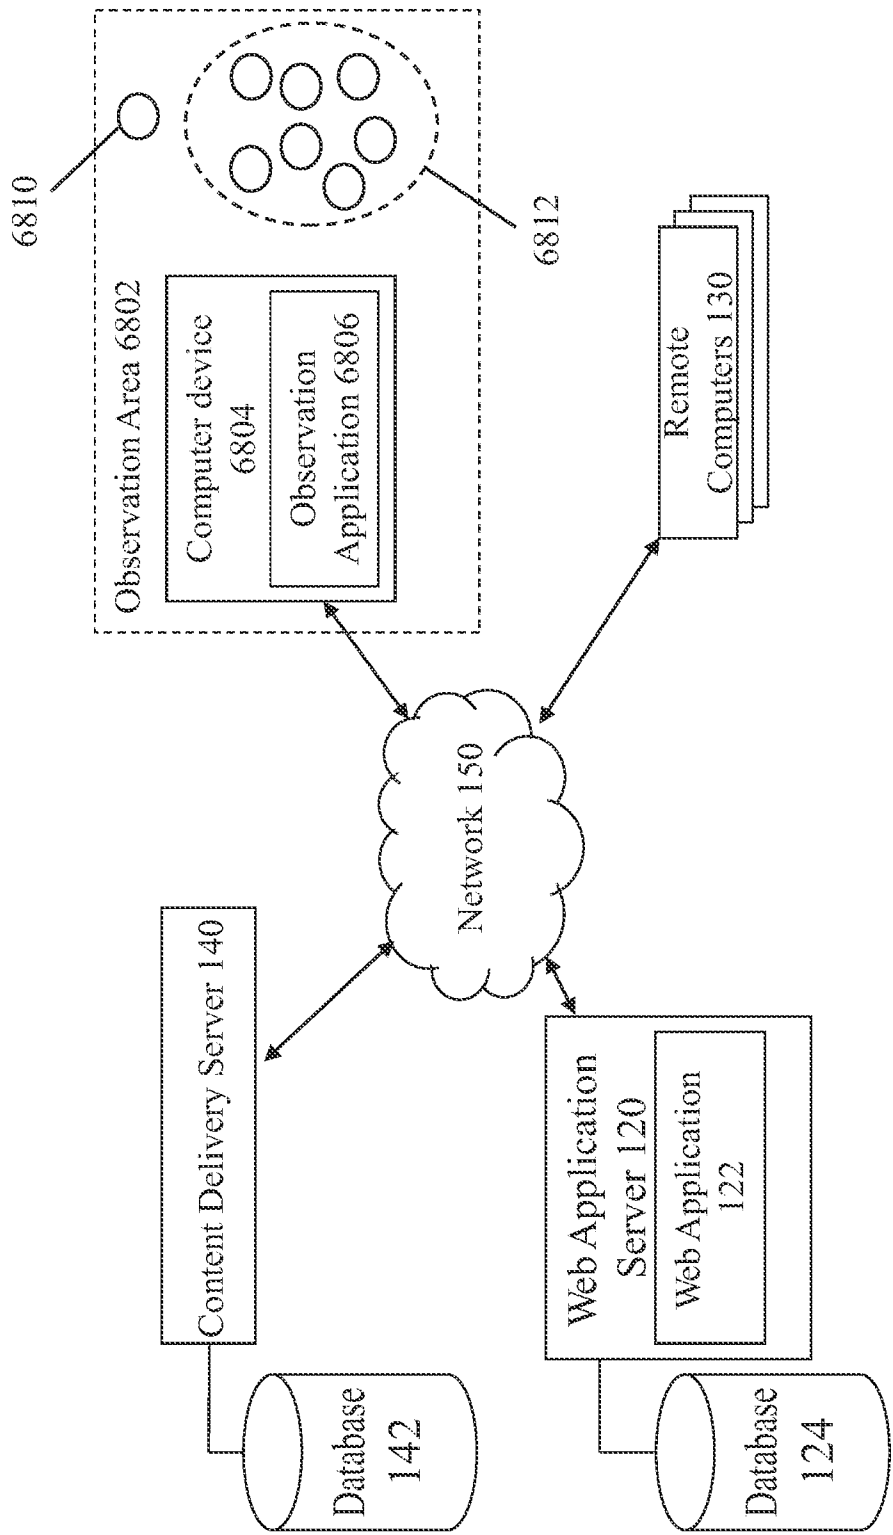 Content Delivery Server 140
Database
142
Web Application
Server 120
Web Application
122
Database
124
Network 150
Observation Area 6802
Computer device
6804
Observation
Application 6806
6810
6812
Remote
Computers 130